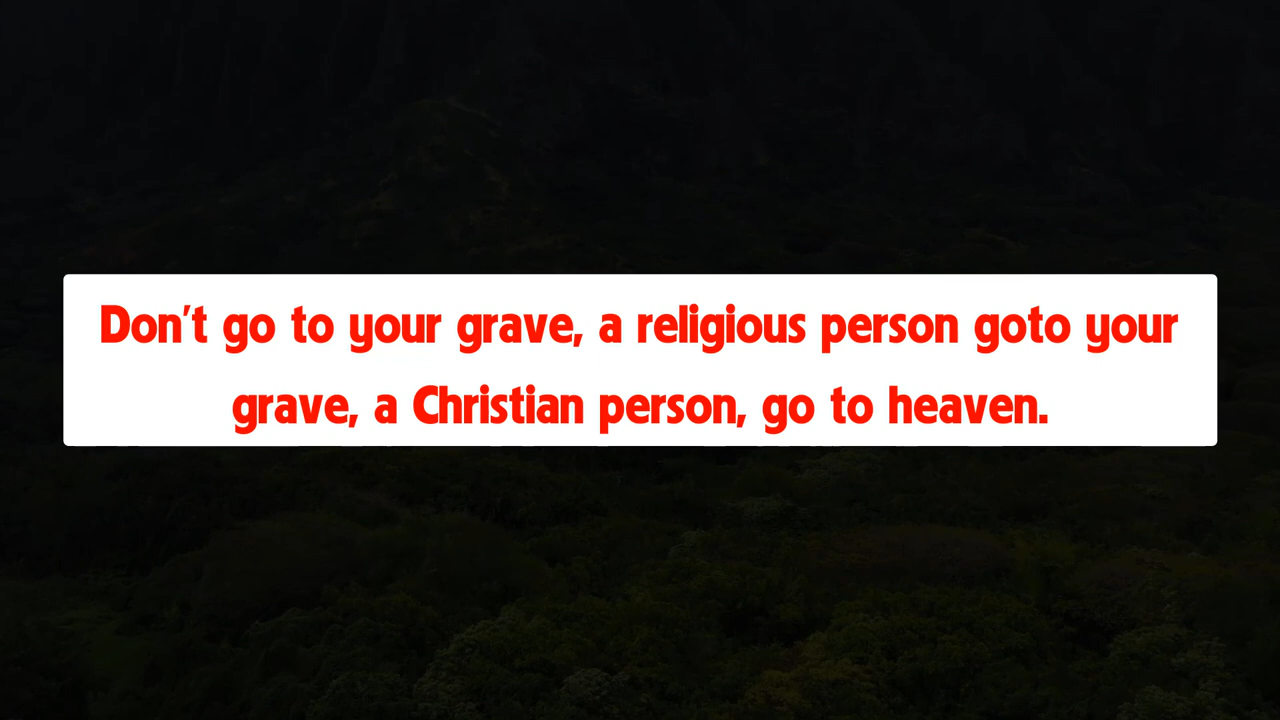 Don't go to your grave, a religious person goto your
grave, a Christian person, go to heaven.